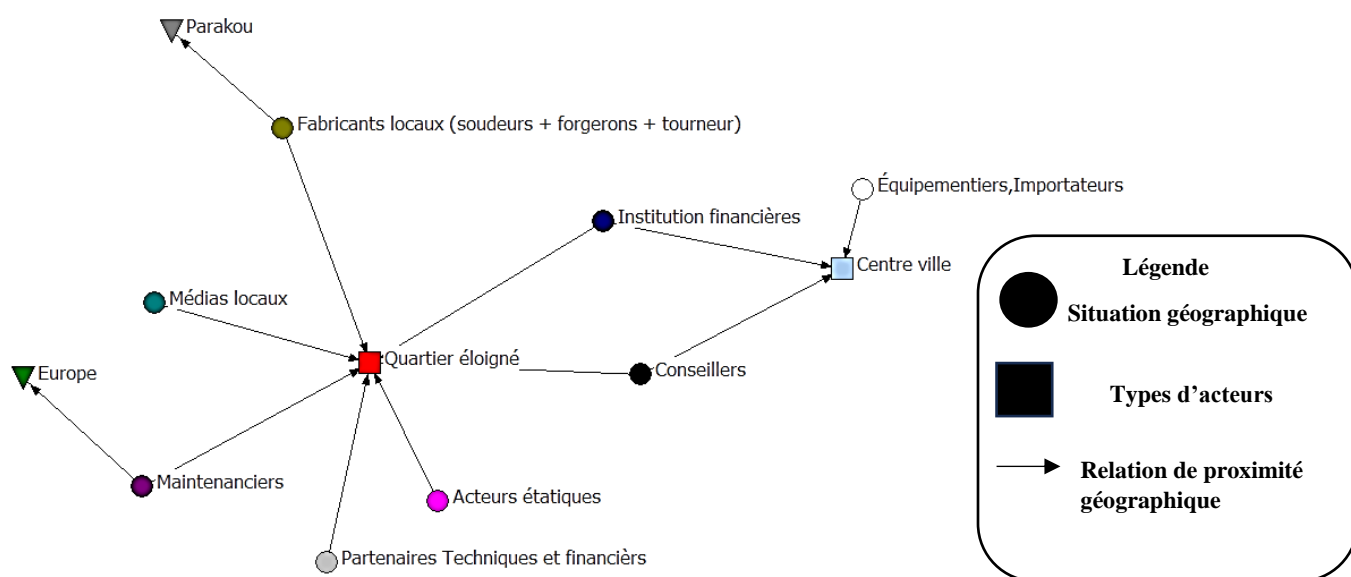 Parakou
Fabricants locaux (soudeurs + forgerons + tourneur)
Équipementiers,Importateurs
Institution financières
Centre ville
Médias locaux
Quartier éloigné
Europe
Conseillers
Maintenanciers
Acteurs étatiques
Partenaires Techniques et financièrs
Légende
Situation géographique
Types d'acteurs
Relation de proximité
géographique